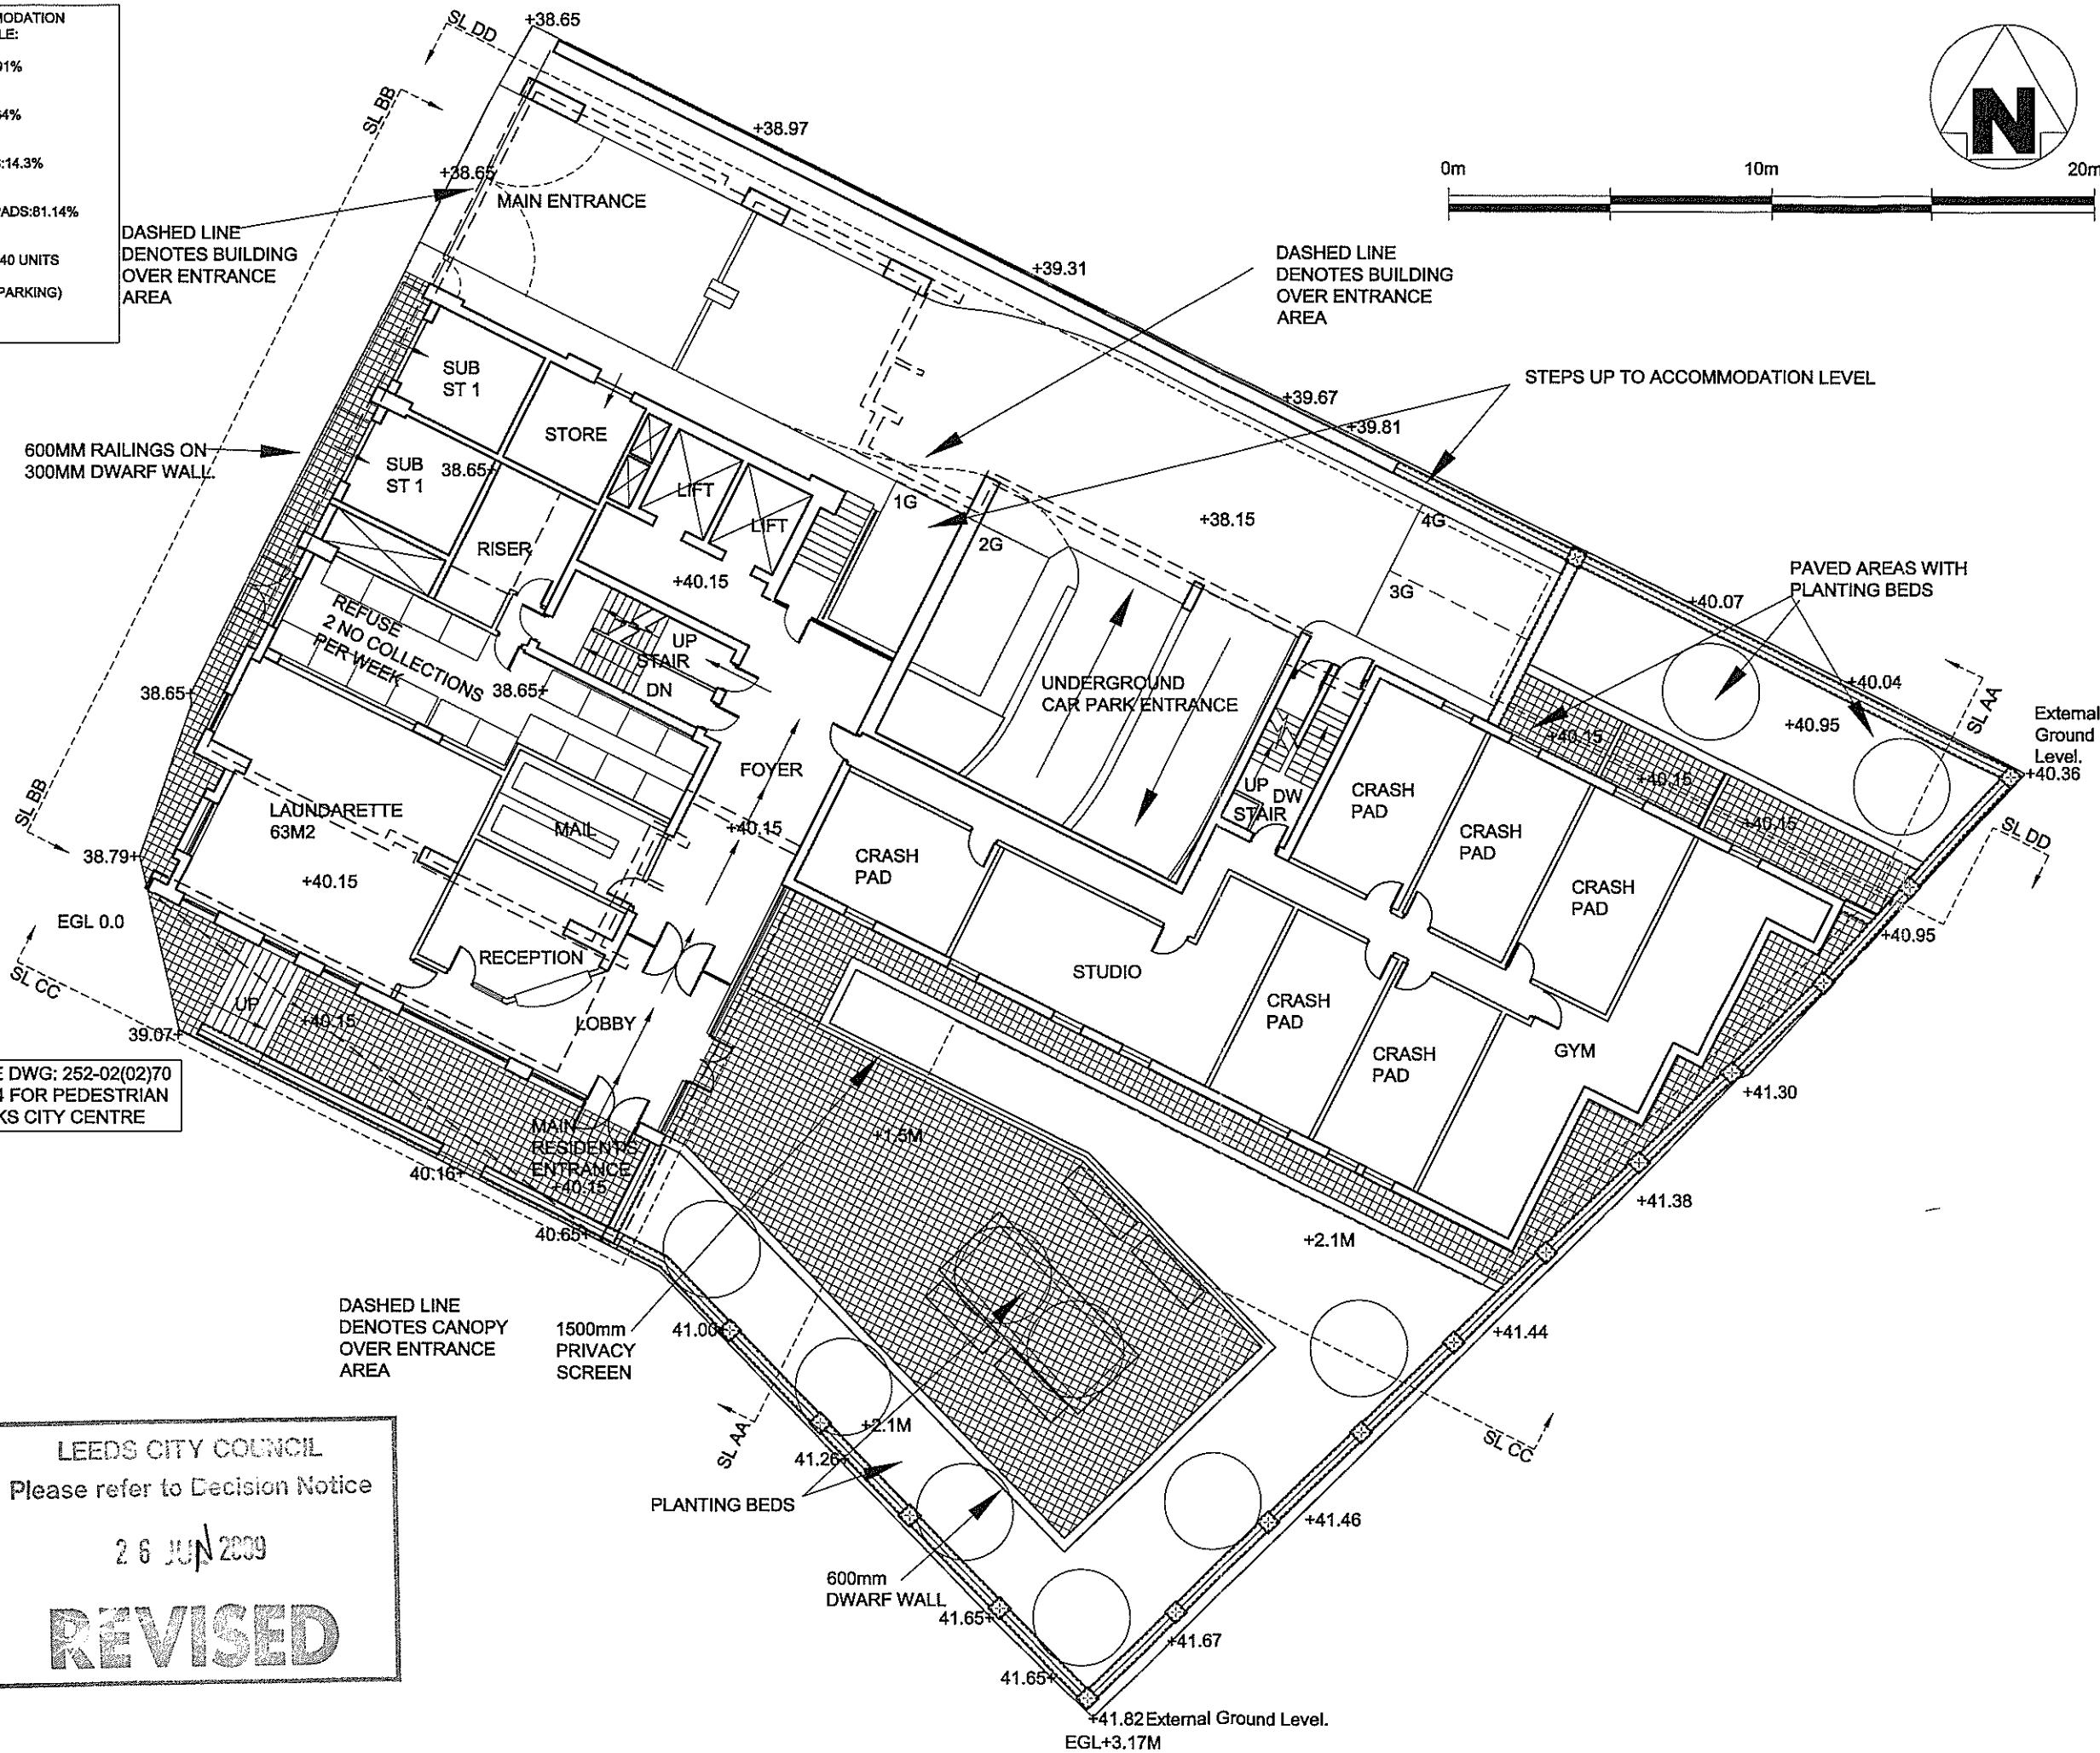 SL DD
+38.65
91%
:14.3%
PADS:81.14%
40 UNITS
PARKING)
SL BB
+38.97
+38.65
MAIN ENTRANCE
DASHED LINE
DENOTES BUILDING
OVER ENTRANCE
AREA
N
0m 10m 20m
+39.31
DASHED LINE
DENOTES BUILDING
OVER ENTRANCE
AREA
STEPS UP TO ACCOMMODATION LEVEL
+39.67
+39.81
SUB
ST 1
STORE
600MM RAILINGS ON
300MM DWARF WALL.
SUB
ST 1
38.65+
LIFT
LIFT
1G
2G
+38.15
4G
3G
RISER
+40.15
PAVED AREAS WITH
PLANTING BEDS
+40.07
REFUSE
2 NO COLLECTIONS
PER WEEK
38.65+
UP
STAIR
DN
38.65+
UNDERGROUND
CAR PARK ENTRANCE
+40.04
+40.95
SL AA
External
Ground
Level.
+40.36
+40.15
+40.15
+40.15
FOYER
UP
DW
STAIR
CRASH
PAD
CRASH
PAD
CRASH
PAD
SL DD
SL BB
LAUNDARETTE
63M2
MAIL
+40.15
38.79+
+40.15
CRASH
PAD
EGL 0.0
+40.95
SL CC
RECEPTION
STUDIO
CRASH
PAD
CRASH
PAD
GYM
UP
+40.15
LOBBY
39.07+
+41.30
E DWG: 252-02(02)70
4 FOR PEDESTRIAN
KS CITY CENTRE
MAIN
RESIDENTS
ENTRANCE
+40.15
40.16+
+1.5M
+41.38
40.65+
+2.1M
DASHED LINE
DENOTES CANOPY
OVER ENTRANCE
AREA
1500mm
PRIVACY
SCREEN
41.00+
+41.44
SL AA
+2.1M
41.26+
SL CC
PLANTING BEDS
+41.46
600mm
DWARF WALL
41.65+
+41.67
41.65+
+41.82 External Ground Level.
EGL+3.17M
LEEDS CITY COUNCIL
Please refer to Decision Notice
26 JUN 2009
REVISED